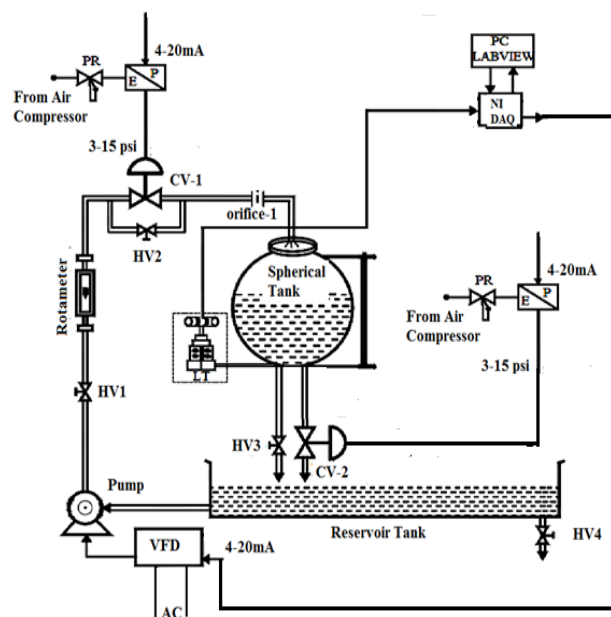 4-20mA
PR
E
P
From Air
Compressor
3-15 psi
CV-1
orifice-1
HV2
PC
LABVIEW
NI
DAQ
Spherical
Tank
Rotameter
LT
HV1
4-20mA
PR
E
P
From Air
Compressor
3-15 psi
HV3
CV-2
Pump
Reservoir Tank
HV4
VFD
4-20mA
AC